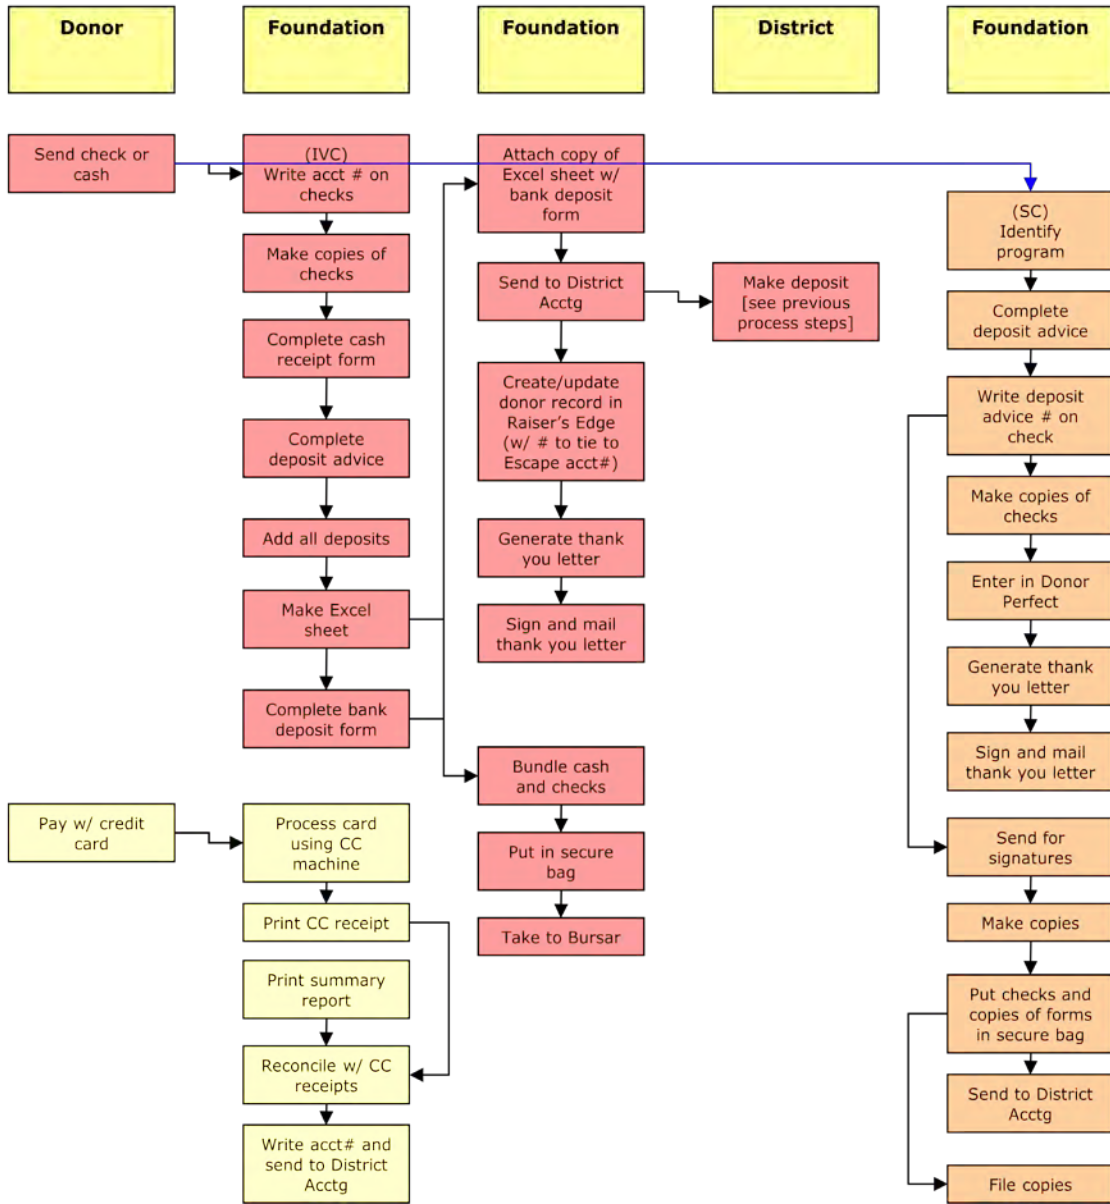 Donor
Foundation
Foundation
District
Foundation
Send check or
cash
Pay w/ credit
card
(IVC)
Write acct # on
checks
Make copies of
checks
Complete cash
receipt form
Complete
deposit advice
Add all deposits
Make Excel
sheet
Complete bank
deposit form
Process card
using CC
machine
Print CC receipt
Print summary
report
Reconcile w/ CC
receipts
Write acct# and
send to District
Acctg
Attach copy of
Excel sheet w/
bank deposit
form
Send to District
Acctg
Create/update
donor record in
Raiser's Edge
(w/ # to tie to
Escape acct#)
Generate thank
you letter
Sign and mail
thank you letter
Bundle cash
and checks
Put in secure
bag
Take to Bursar
Make deposit
[see previous
process steps]
(SC)
Identify
program
Complete
deposit advice
Write deposit
advice # on
check
Make copies of
checks
Enter in Donor
Perfect
Generate thank
you letter
Sign and mail
thank you letter
Send for
signatures
Make copies
Put checks and
copies of forms
in secure bag
Send to District
Acctg
File copies